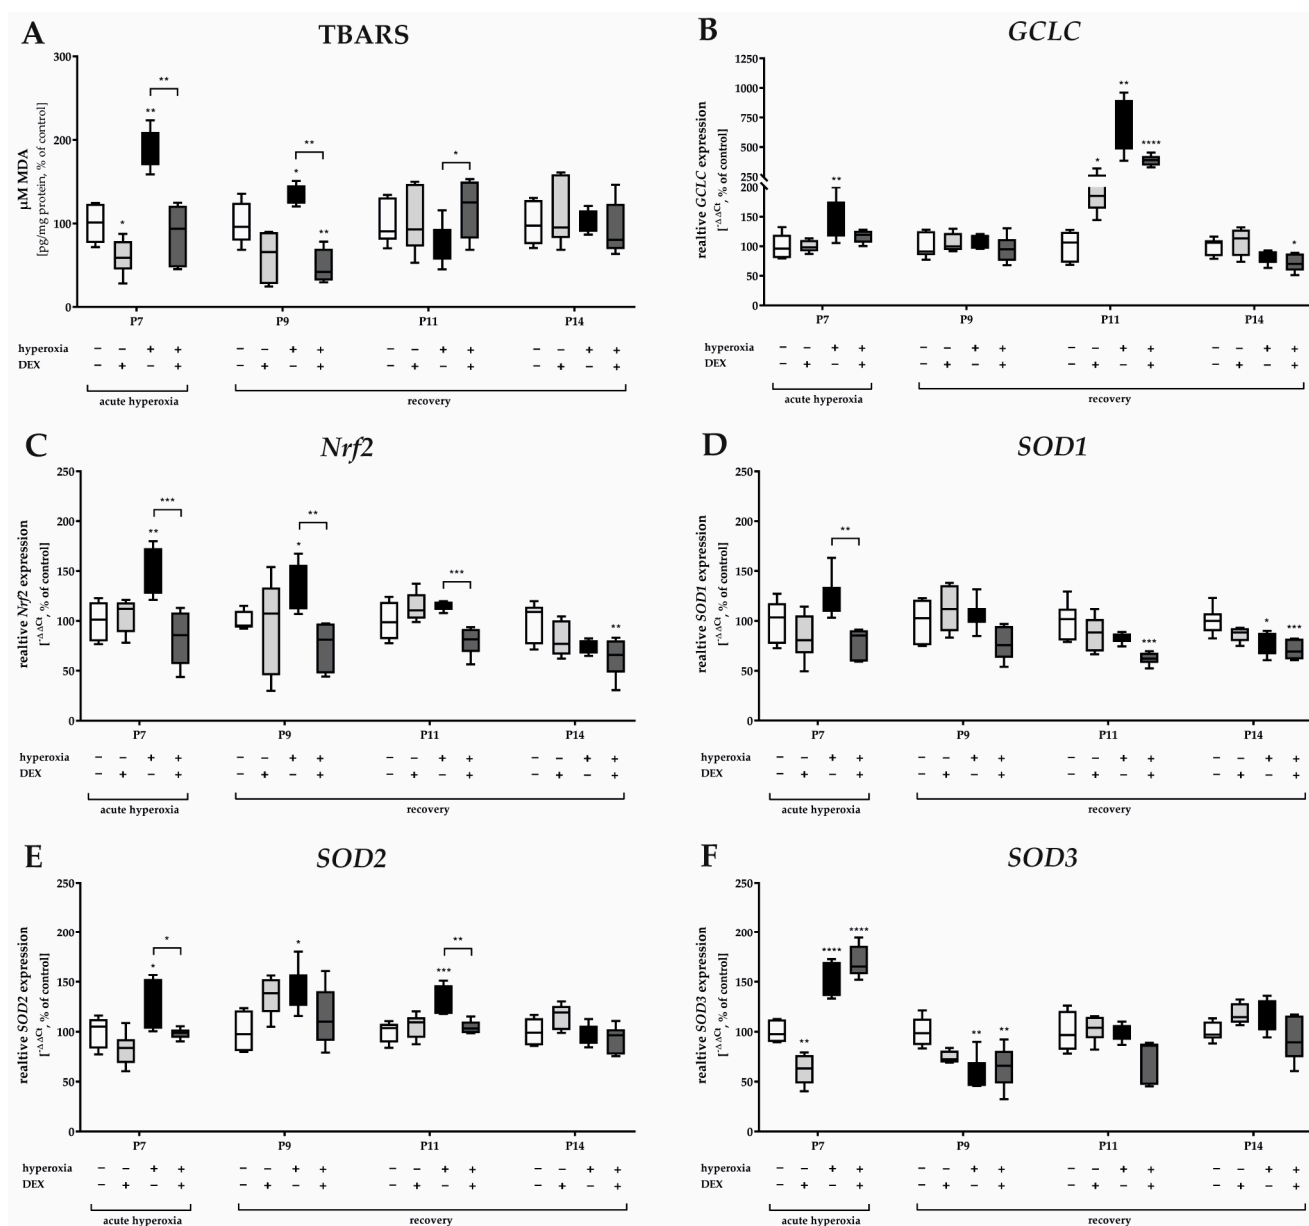 A
TBARS
µM MDA
[pg/mg protein, % of control]
300
200
100
0
**
**
*
**
*
**
*
P7 P9 P11 P14
hyperoxia – – + + – – + + – – + + – – + +
DEX – + – + – + – + – + – + – + – +
acute hyperoxia recovery
B
GCLC
realtive GCLC expression
[-ΔΔCt, % of control]
1250
1000
750
500
250
200
150
100
50
0
**
*
**
****
*
P7 P9 P11 P14
hyperoxia – – + + – – + + – – + + – – + +
DEX – + – + – + – + – + – + – + – +
acute hyperoxia recovery
C
Nrf2
realtive Nrf2 expression
[-ΔΔCt, % of control]
250
200
150
100
50
0
***
**
**
*
***
**
P7 P9 P11 P14
hyperoxia – – + + – – + + – – + + – – + +
DEX – + – + – + – + – + – + – + – +
acute hyperoxia recovery
D
SOD1
realtive SOD1 expression
[-ΔΔCt, % of control]
250
200
150
100
50
0
**
***
*
***
P7 P9 P11 P14
hyperoxia – – + + – – + + – – + + – – + +
DEX – + – + – + – + – + – + – + – +
acute hyperoxia recovery
E
SOD2
realtive SOD2 expression
[-ΔΔCt, % of control]
250
200
150
100
50
0
*
*
*
**
***
P7 P9 P11 P14
hyperoxia – – + + – – + + – – + + – – + +
DEX – + – + – + – + – + – + – + – +
acute hyperoxia recovery
F
SOD3
realtive SOD3 expression
[-ΔΔCt, % of control]
250
200
150
100
50
0
**
****
****
**
**
P7 P9 P11 P14
hyperoxia – – + + – – + + – – + + – – + +
DEX – + – + – + – + – + – + – + – +
acute hyperoxia recovery